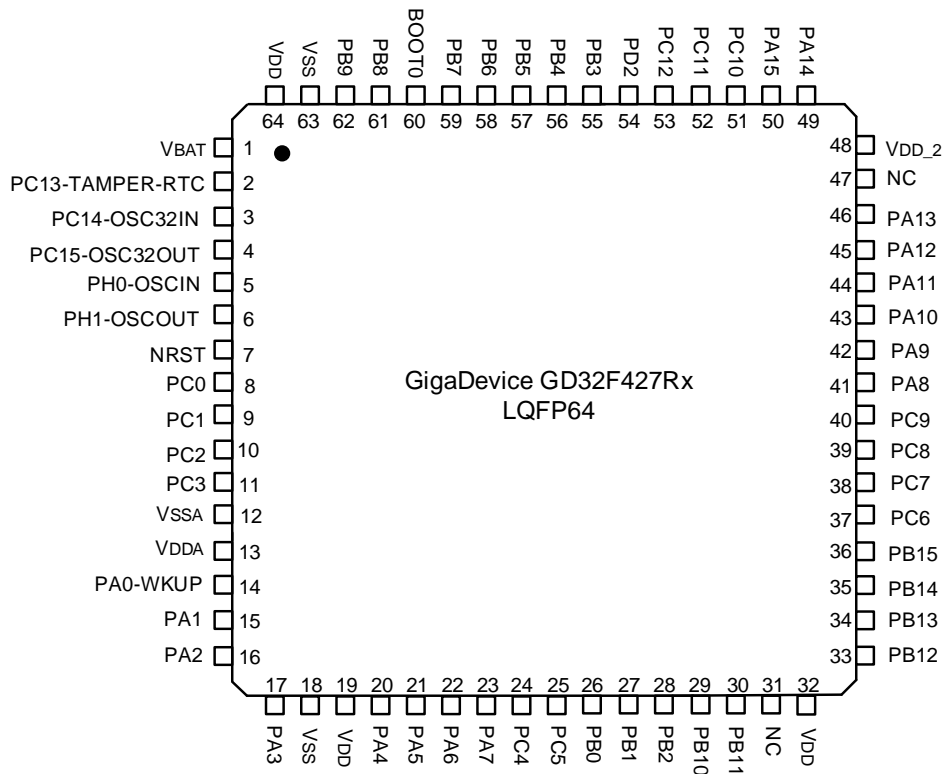 VDD VSS PB9 PB8 BOOT0 PB7 PB6 PB5 PB4 PB3 PD2 PC12 PC11 PC10 PA15 PA14
64 63 62 61 60 59 58 57 56 55 54 53 52 51 50 49
VBAT 1 48 VDD_2
PC13-TAMPER-RTC 2 47 NC
PC14-OSC32IN 3 46 PA13
PC15-OSC32OUT 4 45 PA12
PH0-OSCIN 5 44 PA11
PH1-OSCOUT 6 43 PA10
NRST 7 42 PA9
PC0 8 41 PA8
GigaDevice GD32F427Rx
LQFP64
PC1 9 40 PC9
PC2 10 39 PC8
PC3 11 38 PC7
VSSA 12 37 PC6
VDDA 13 36 PB15
PA0-WKUP 14 35 PB14
PA1 15 34 PB13
PA2 16 33 PB12
17 18 19 20 21 22 23 24 25 26 27 28 29 30 31 32
PA3 VSS VDD PA4 PA5 PA6 PA7 PC4 PC5 PB0 PB1 PB2 PB10 PB11 NC VDD